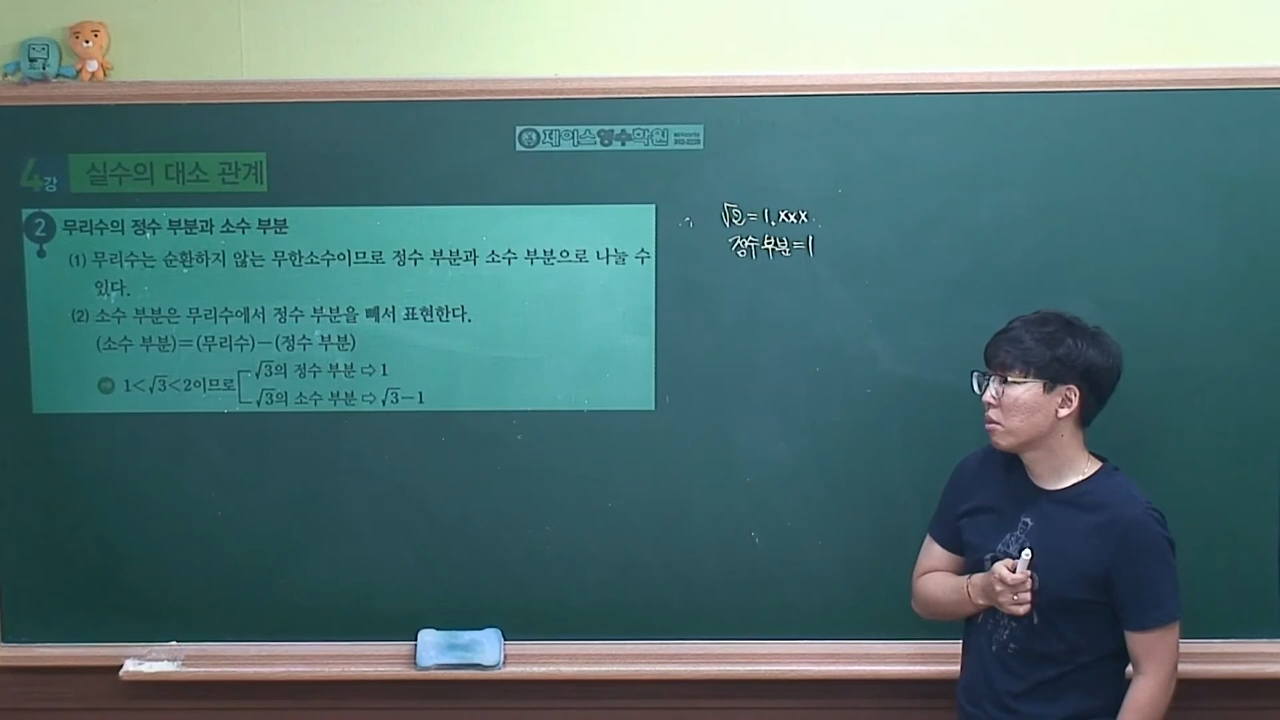 제이스영수학원
4강 실수의 대소 관계
2 무리수의 정수 부분과 소수 부분
(1) 무리수는 순환하지 않는 무한소수이므로 정수 부분과 소수 부분으로 나눌 수
있다.
(2) 소수 부분은 무리수에서 정수 부분을 빼서 표현한다.
(소수 부분)=(무리수)-(정수 부분)
1<√3<2이므로
√3의 정수 부분 ⇨ 1
√3의 소수 부분 ⇨ √3-1
√2=1.xxx
정수부분=1